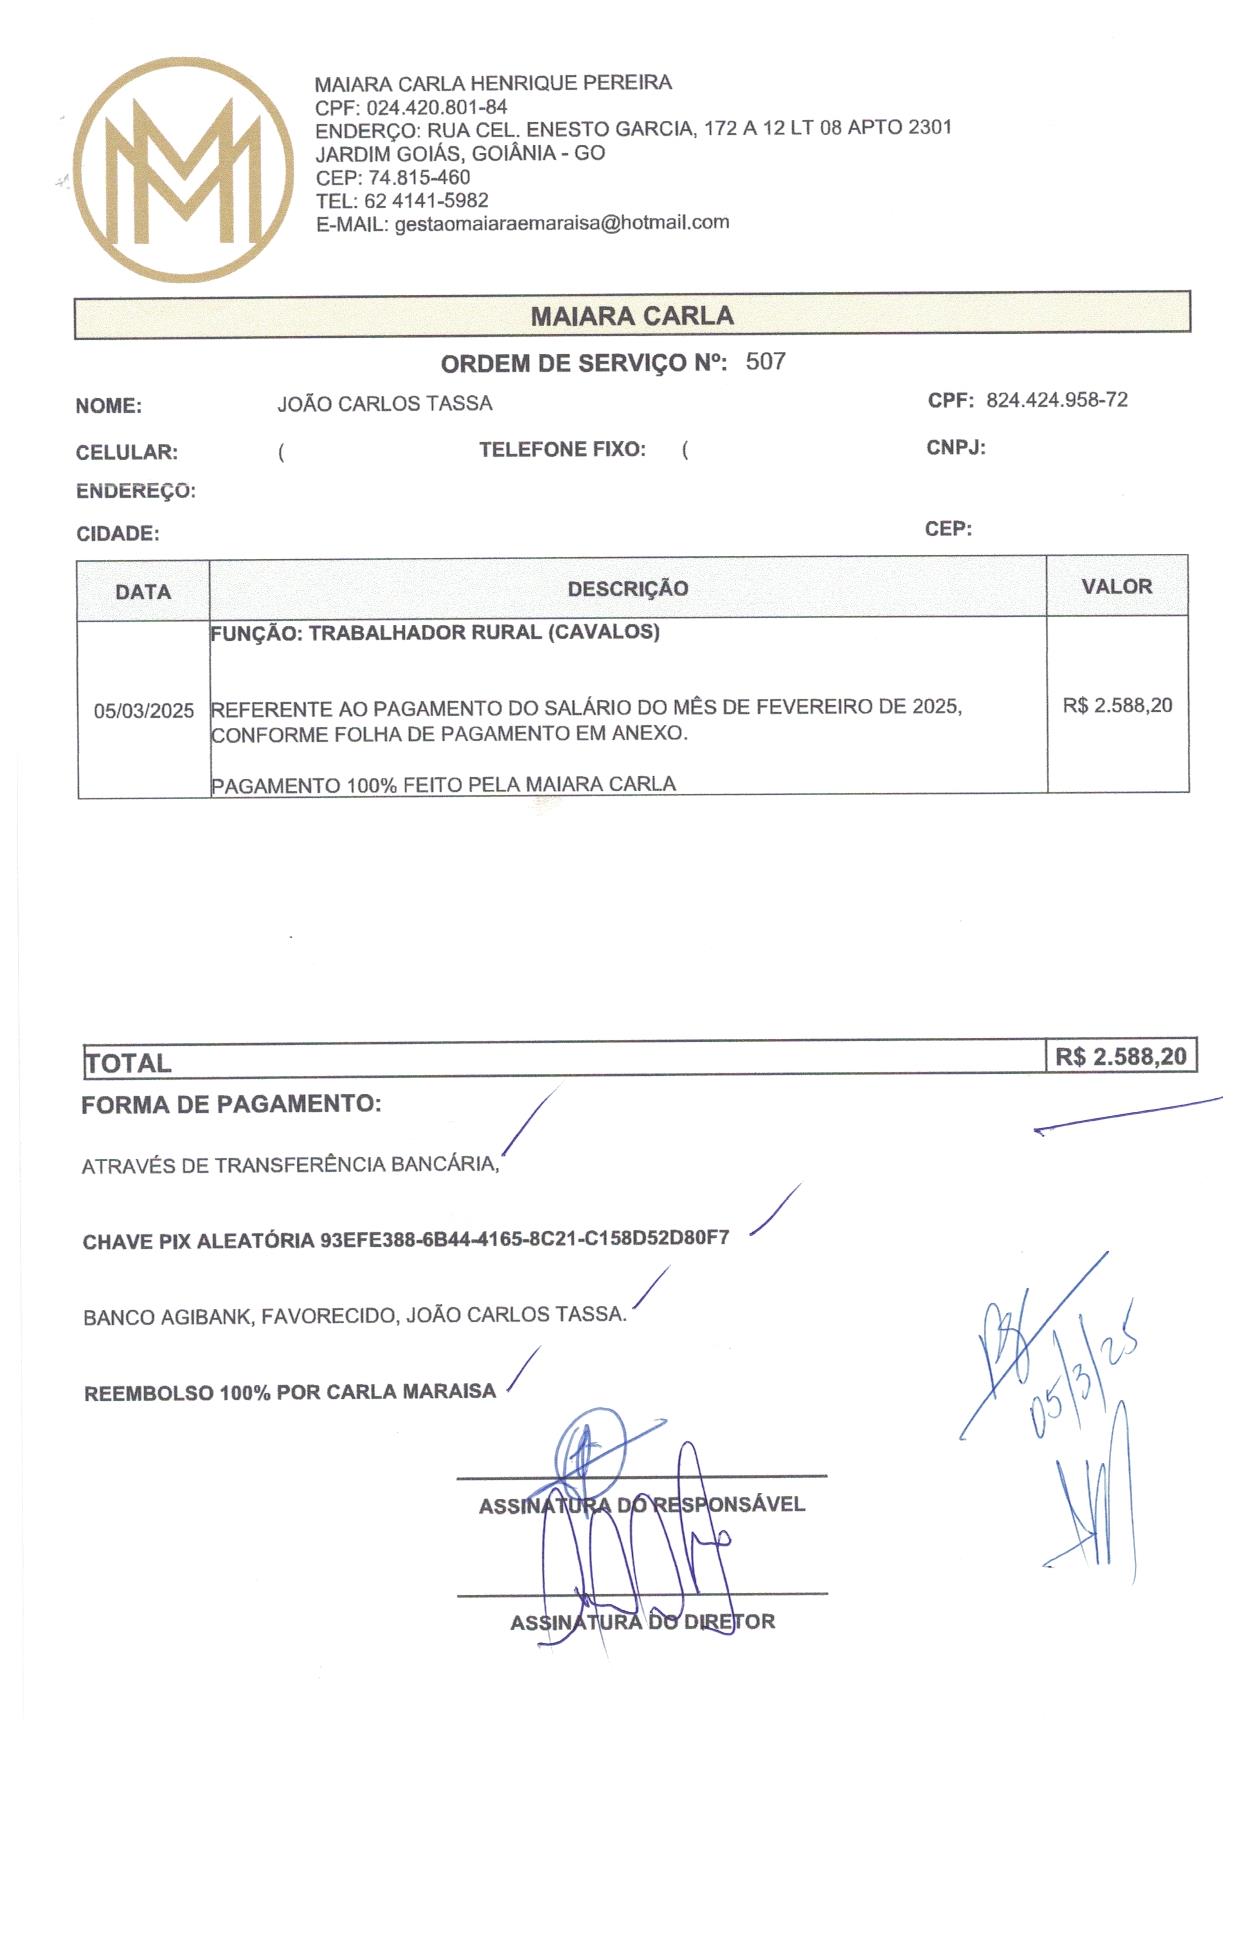 MAIARA CARLA HENRIQUE PEREIRA
CPF: 024.420.801-84
ENDERÇO: RUA CEL. ENESTO GARCIA, 172 A 12 LT 08 APTO 2301
JARDIM GOIÁS, GOIÂNIA - GO
CEP: 74.815-460
TEL: 62 4141-5982
E-MAIL: gestaomaiaraemaraisa@hotmail.com
MAIARA CARLA
ORDEM DE SERVIÇO Nº: 507
NOME: JOÃO CARLOS TASSA CPF: 824.424.958-72
CELULAR: ( TELEFONE FIXO: ( CNPJ:
ENDEREÇO:
CIDADE: CEP:
DATA DESCRIÇÃO VALOR
FUNÇÃO: TRABALHADOR RURAL (CAVALOS)
05/03/2025 REFERENTE AO PAGAMENTO DO SALÁRIO DO MÊS DE FEVEREIRO DE 2025, R$ 2.588,20
CONFORME FOLHA DE PAGAMENTO EM ANEXO.
PAGAMENTO 100% FEITO PELA MAIARA CARLA
TOTAL R$ 2.588,20
FORMA DE PAGAMENTO:
ATRAVÉS DE TRANSFERÊNCIA BANCÁRIA,
CHAVE PIX ALEATÓRIA 93EFE388-6B44-4165-8C21-C158D52D80F7
BANCO AGIBANK, FAVORECIDO, JOÃO CARLOS TASSA.
REEMBOLSO 100% POR CARLA MARAISA
05/3/25
ASSINATURA DO RESPONSÁVEL
ASSINATURA DO DIRETOR